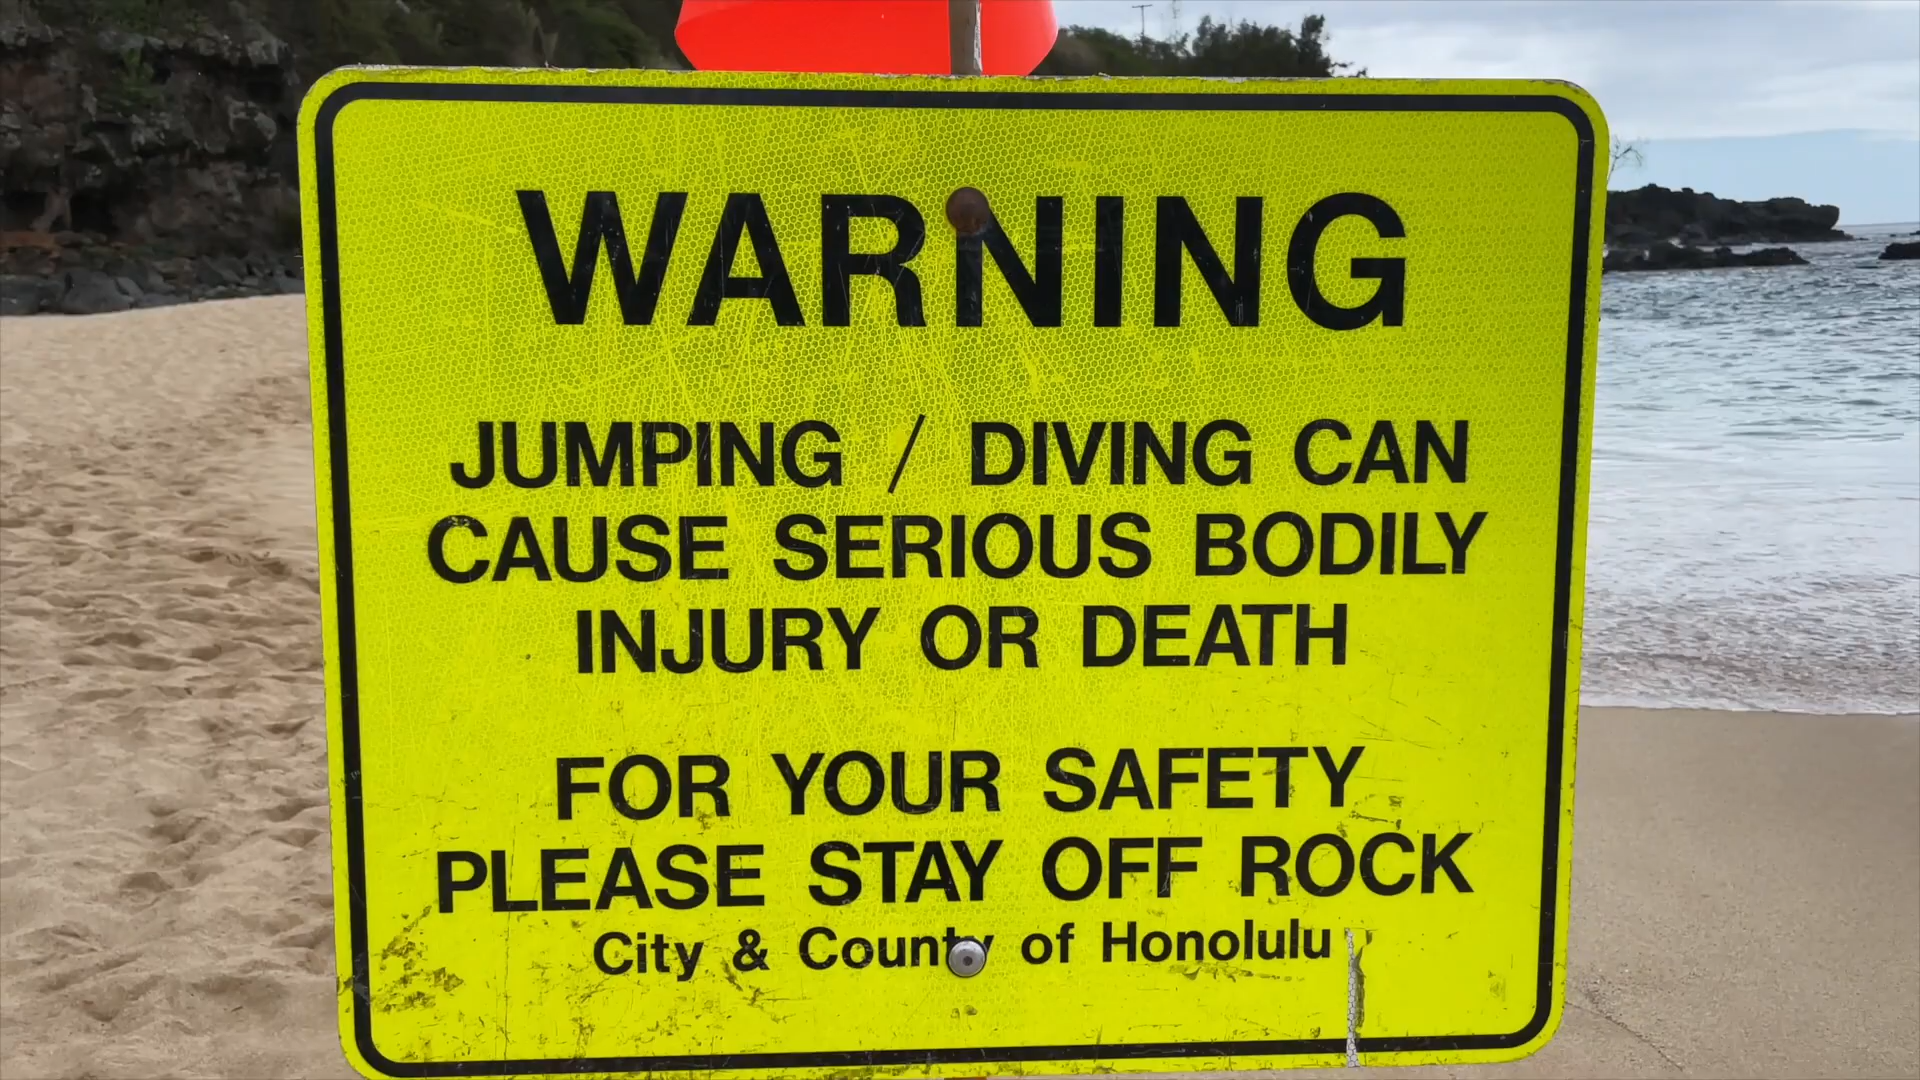 WARNING
JUMPING / DIVING CAN
CAUSE SERIOUS BODILY
INJURY OR DEATH
FOR YOUR SAFETY
PLEASE STAY OFF ROCK
City & County of Honolulu